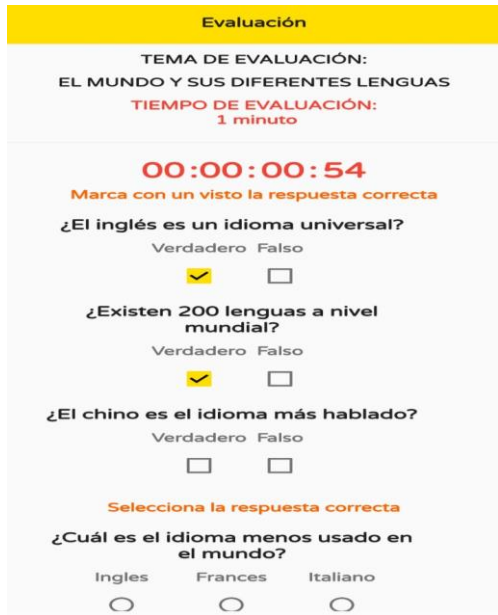 Evaluación
TEMA DE EVALUACIÓN:
EL MUNDO Y SUS DIFERENTES LENGUAS
TIEMPO DE EVALUACIÓN:
1 minuto
00:00:00:54
Marca con un visto la respuesta correcta
¿El inglés es un idioma universal?
Verdadero Falso
¿Existen 200 lenguas a nivel
mundial?
Verdadero Falso
¿El chino es el idioma más hablado?
Verdadero Falso
Selecciona la respuesta correcta
¿Cuál es el idioma menos usado en
el mundo?
Ingles Frances Italiano